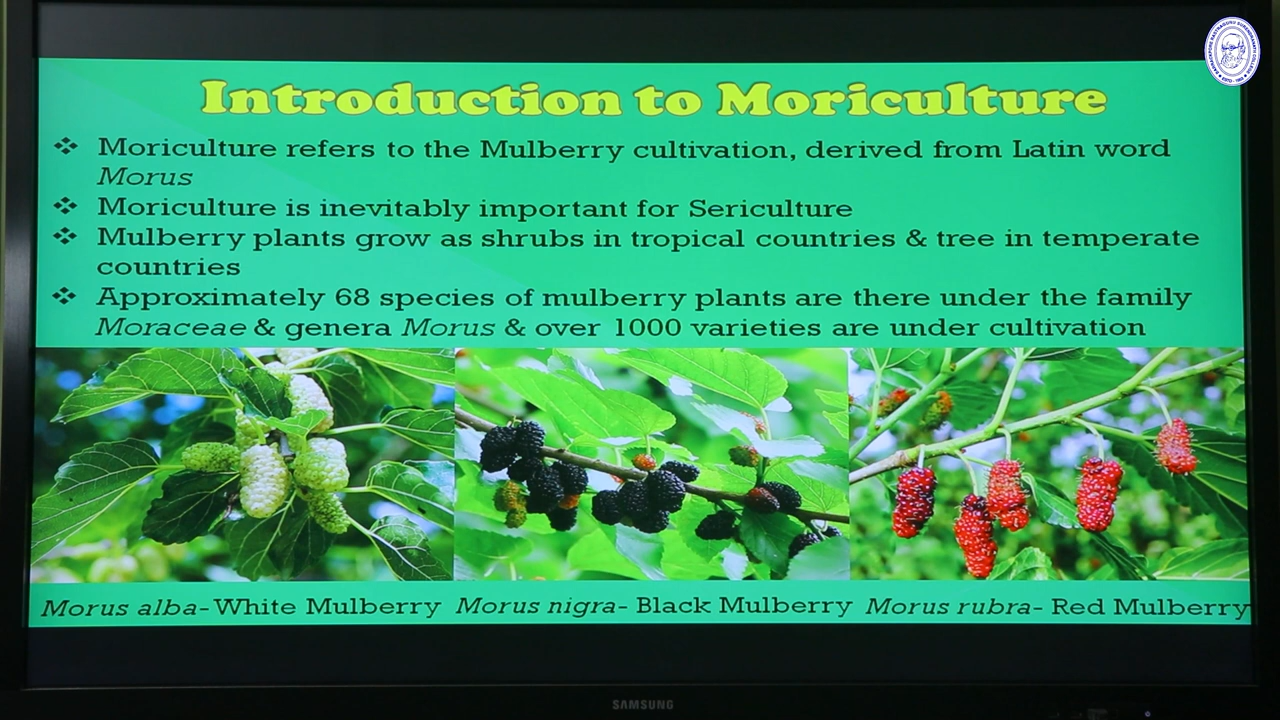 Introduction to Moriculture
❖ Moriculture refers to the Mulberry cultivation, derived from Latin word
Morus
❖ Moriculture is inevitably important for Sericulture
❖ Mulberry plants grow as shrubs in tropical countries & tree in temperate
countries
❖ Approximately 68 species of mulberry plants are there under the family
Moraceae & genera Morus & over 1000 varieties are under cultivation
Morus alba- White Mulberry Morus nigra- Black Mulberry Morus rubra- Red Mulberry
SAMSUNG